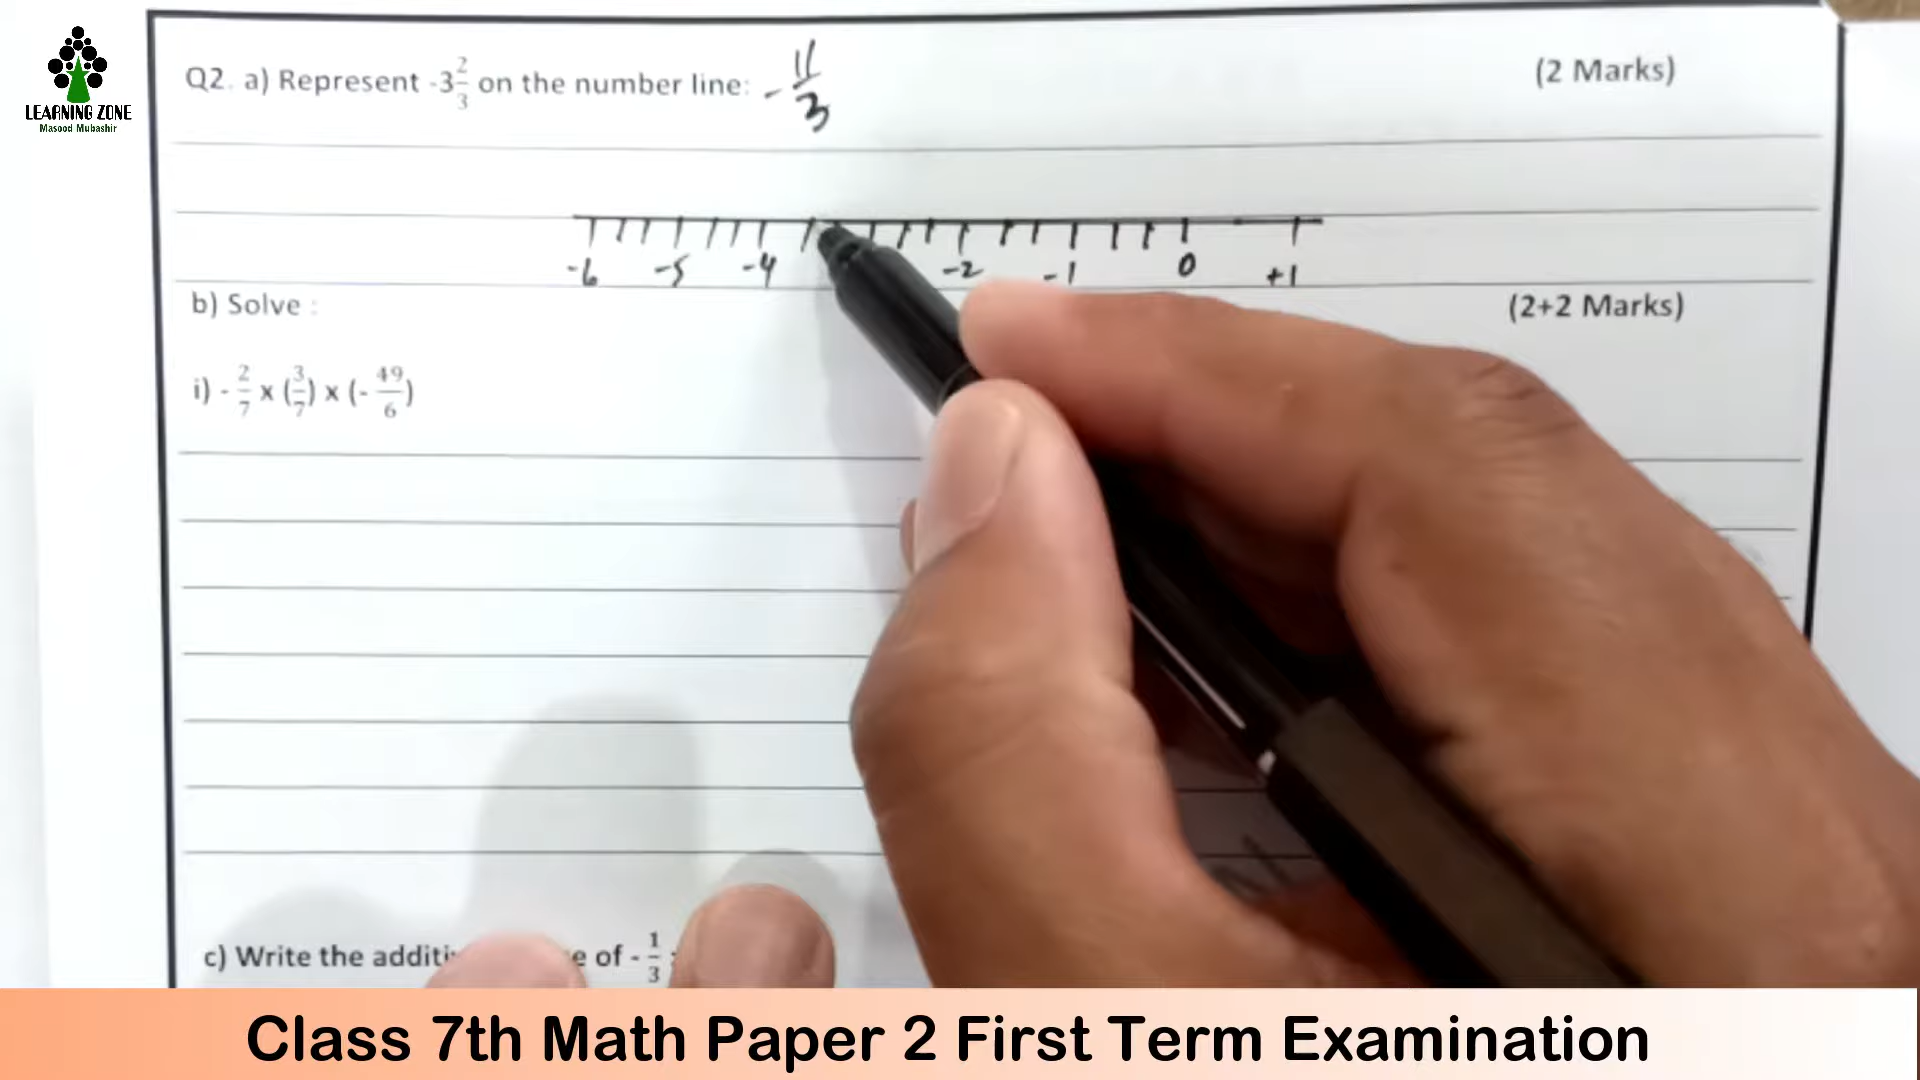 LEARNING ZONE
Masood Mubashir
Q2. a) Represent -3 2/3 on the number line: - 11/3 (2 Marks)
-6 -5 -4 -2 -1 0 +1
b) Solve : (2+2 Marks)
i) - 2/7 x (3/7) x (- 49/6)
c) Write the of - 1/3 :
Class 7th Math Paper 2 First Term Examination